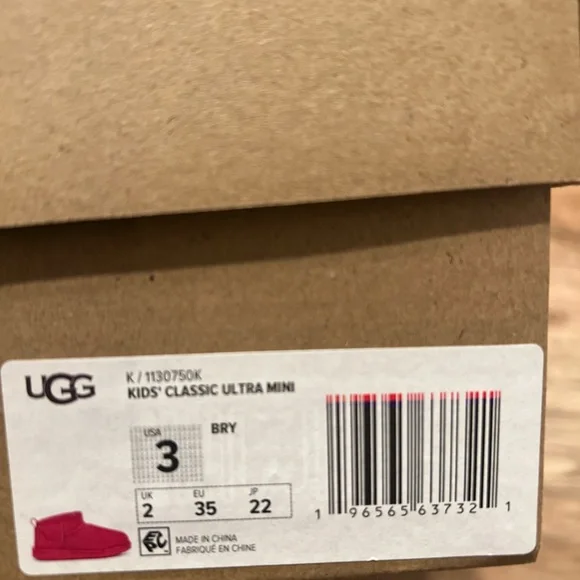 UGG
K / 1130750K
KIDS' CLASSIC ULTRA MINI
USA
3
BRY
UK EU JP
2 35 22
1 96565 63732 1
MADE IN CHINA
FABRIQUÉ EN CHINE